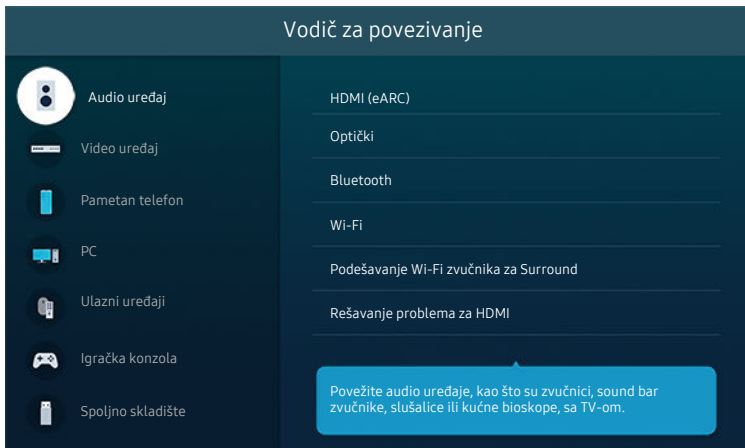 Vodič za povezivanje
Audio uređaj
Video uređaj
Pametan telefon
PC
Ulazni uređaji
Igračka konzola
Spoljno skladište
HDMI (eARC)
Optički
Bluetooth
Wi-Fi
Podešavanje Wi-Fi zvučnika za Surround
Rešavanje problema za HDMI
Povežite audio uređaje, kao što su zvučnici, sound bar
zvučnike, slušalice ili kućne bioskope, sa TV-om.